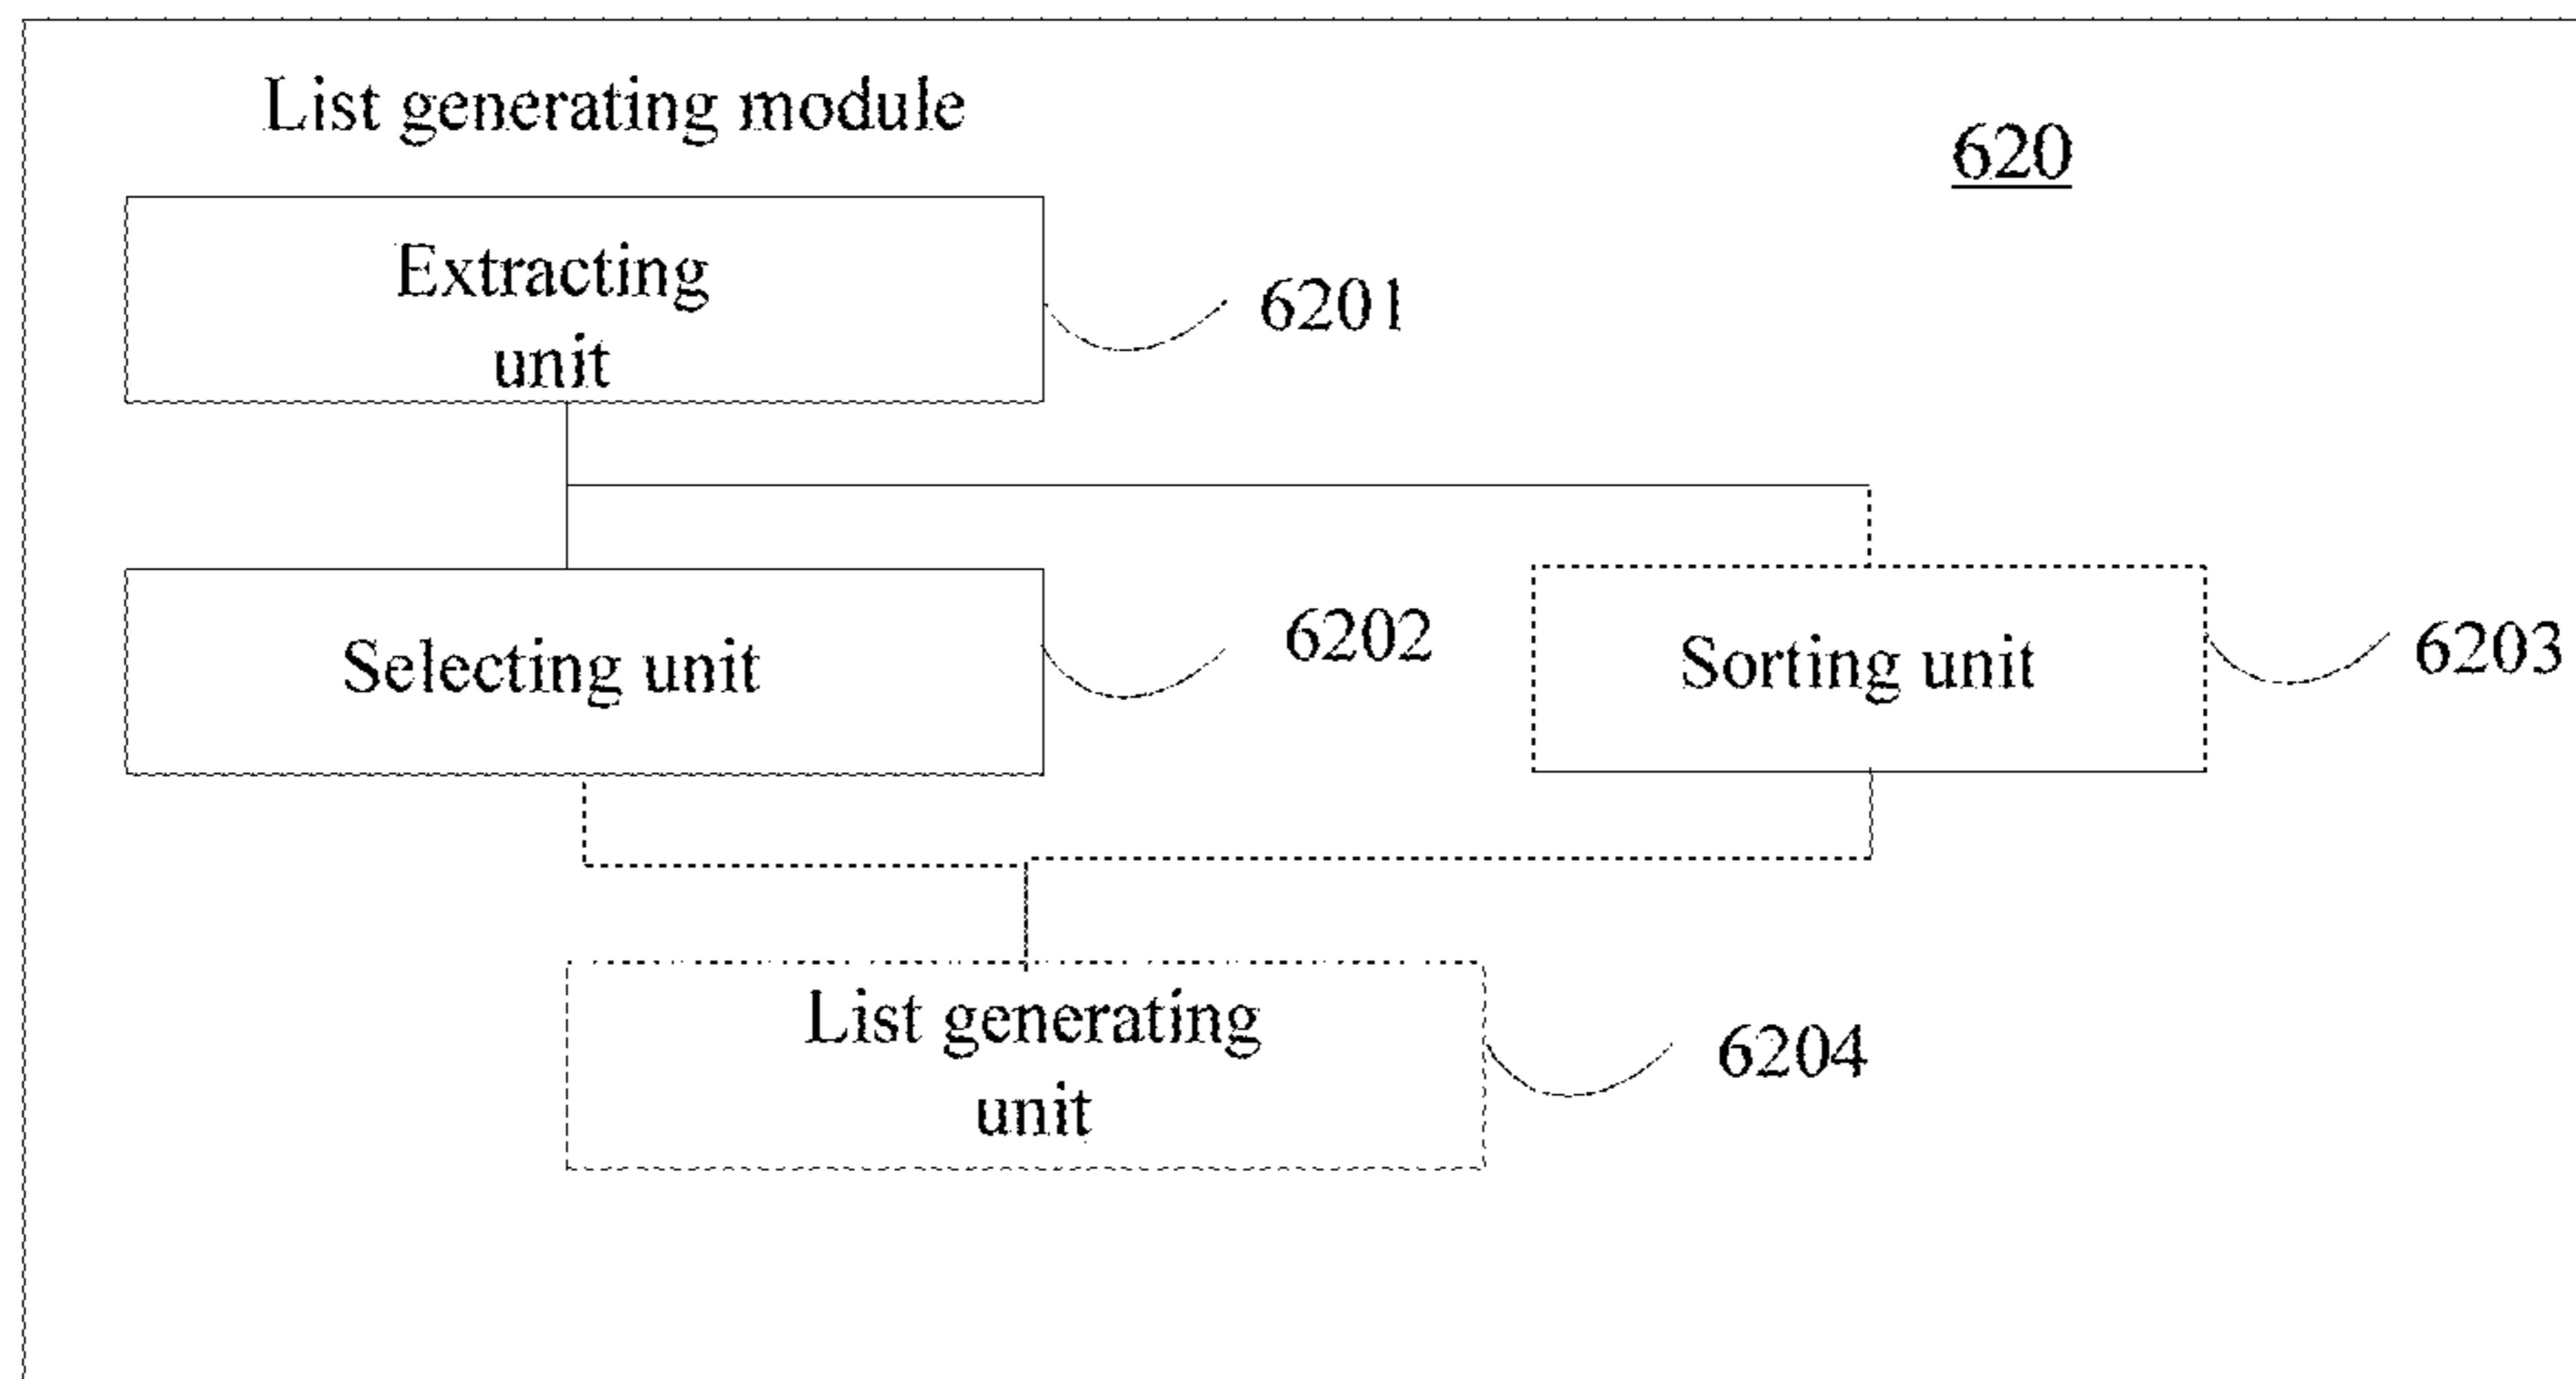 List generating module
620
Extracting
unit
6201
Selecting unit
6202
Sorting unit
6203
List generating
unit
6204